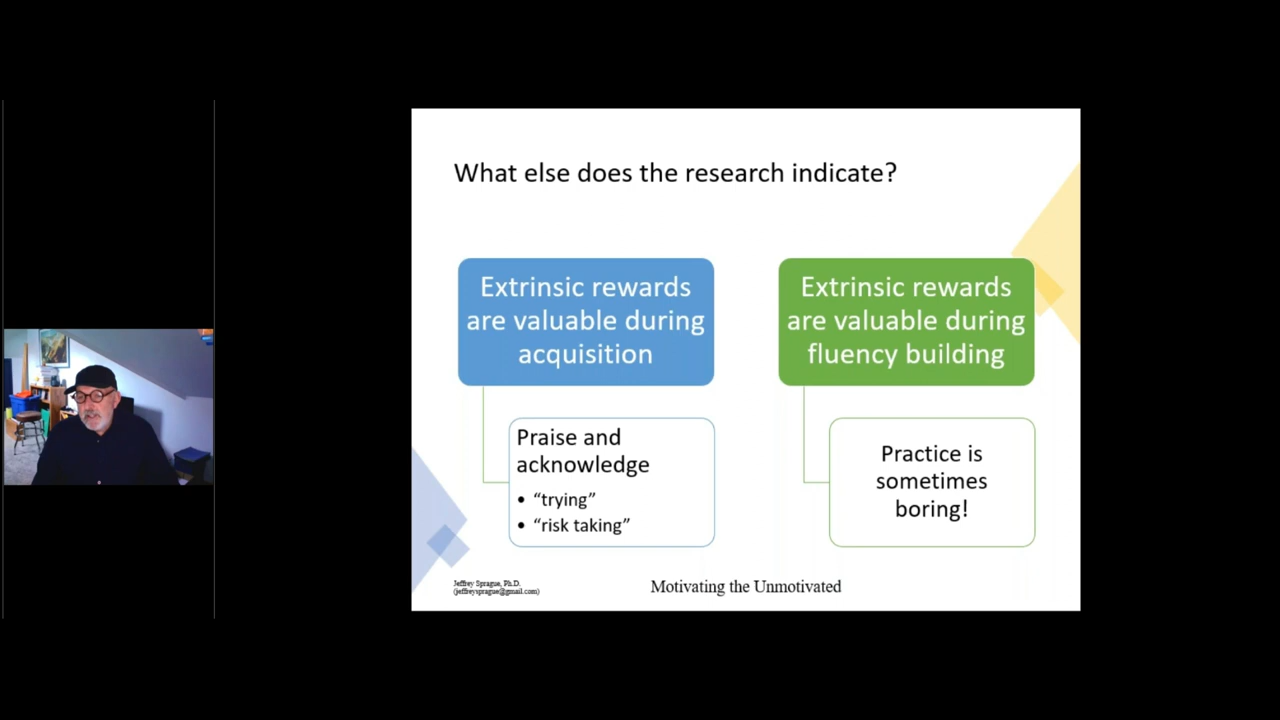 What else does the research indicate?
Extrinsic rewards
are valuable during
acquisition
Praise and
acknowledge
• “trying”
• “risk taking”
Extrinsic rewards
are valuable during
fluency building
Practice is
sometimes
boring!
Jeffrey Sprague, Ph.D.
(jeffreysprague@gmail.com)
Motivating the Unmotivated